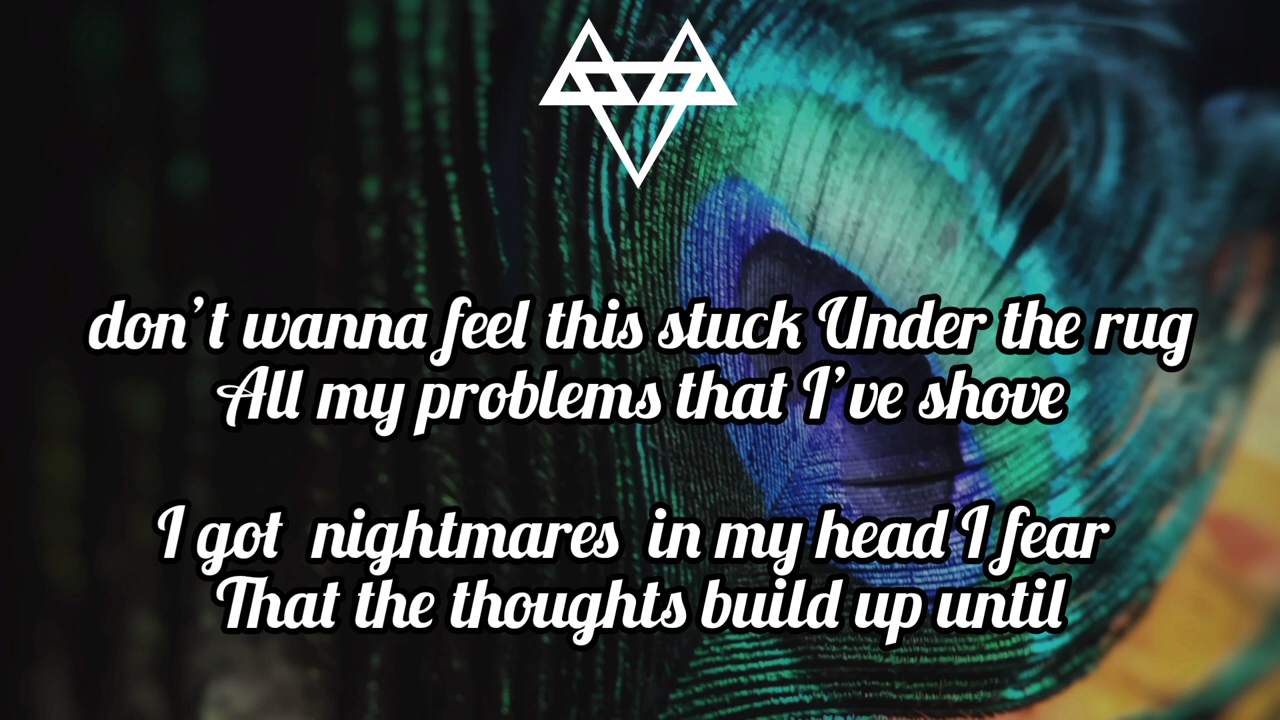 don't wanna feel this stuck Under the rug
All my problems that I've shove
I got nightmares in my head I fear
That the thoughts build up until